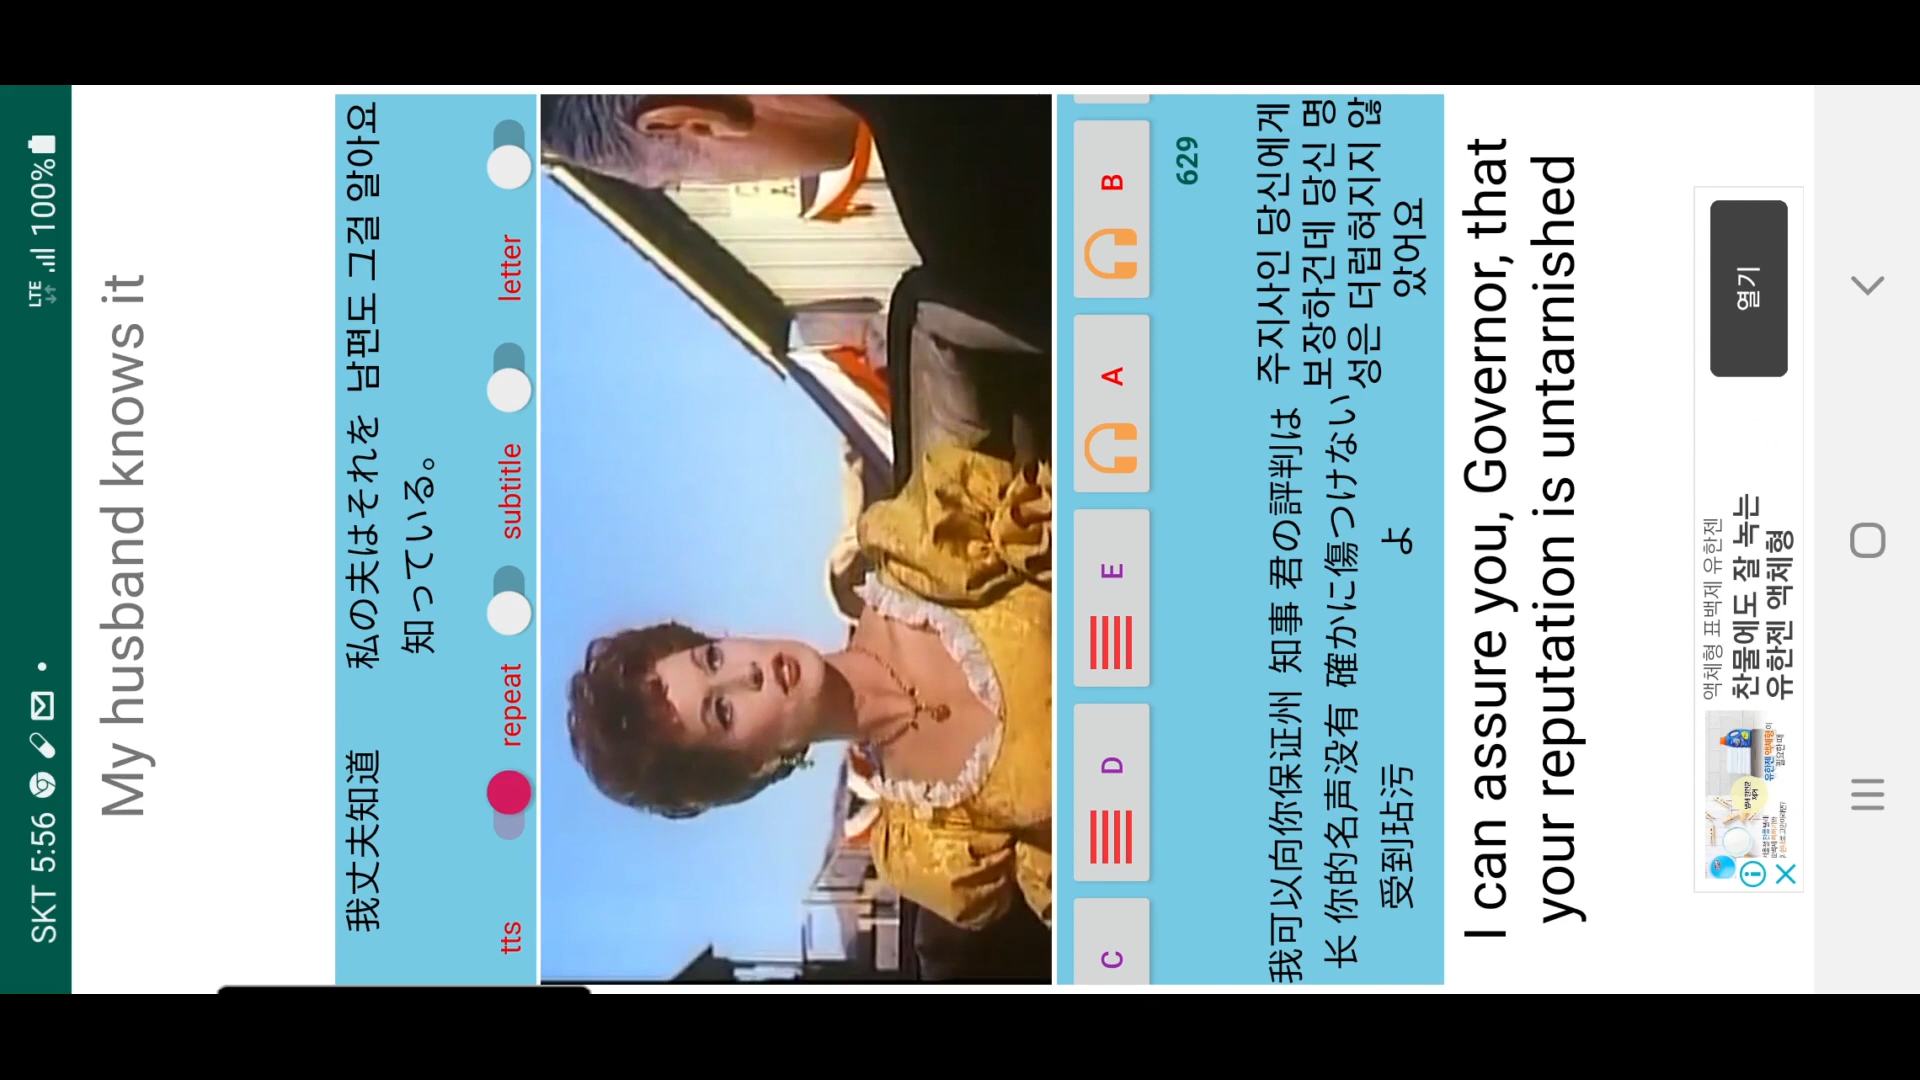 SKT 5:56
LTE 100%
My husband knows it
我丈夫知道
私の夫はそれを
知っている。
남편도 그걸 알아요
tts
repeat
subtitle
letter
C
D
E
A
B
629
我可以向你保证州
长 你的名声没有
受到玷污
知事 君の評判は
確かに傷つけない
よ
주지사인 당신에게
보장하건데 당신 명
성은 더럽혀지지 않
았어요
I can assure you, Governor, that
your reputation is untarnished
액체형 표백제 유한젠
찬물에도 잘 녹는
유한젠 액체형
열기